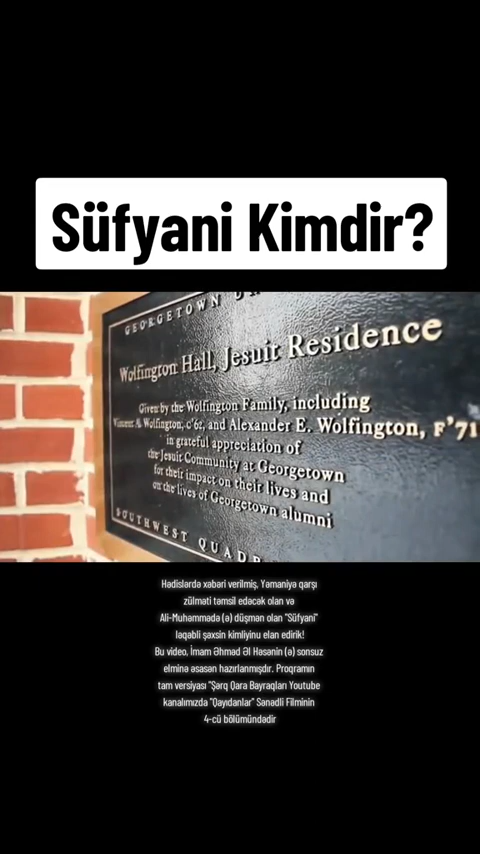 Süfyani Kimdir?
GEORGETOWN UN
Wolfington Hall, Jesuit Residence
Given by the Wolfington Family, including
Vincent A. Wolfington, c'62, and Alexander E. Wolfington, F'71
in grateful appreciation of
the Jesuit Community at Georgetown
for their impact on their lives and
on the lives of Georgetown alumni
SOUTHWEST QUADR
Hədislərdə xəbəri verilmiş, Yəmaniyə qarşı
zülməti təmsil edəcək olan və
Ali-Muhəmmədə (ə) düşmən olan "Süfyani"
ləqəbli şəxsin kimliyinu elan edirik!
Bu video, İmam Əhməd Əl Həsənin (ə) sonsuz
elminə əsasən hazırlanmışdır. Proqramın
tam versiyası "Şərq Qara Bayraqları Youtube
kanalımızda "Qayıdanlar" Sənədli Filminin
4-cü bölümündədir